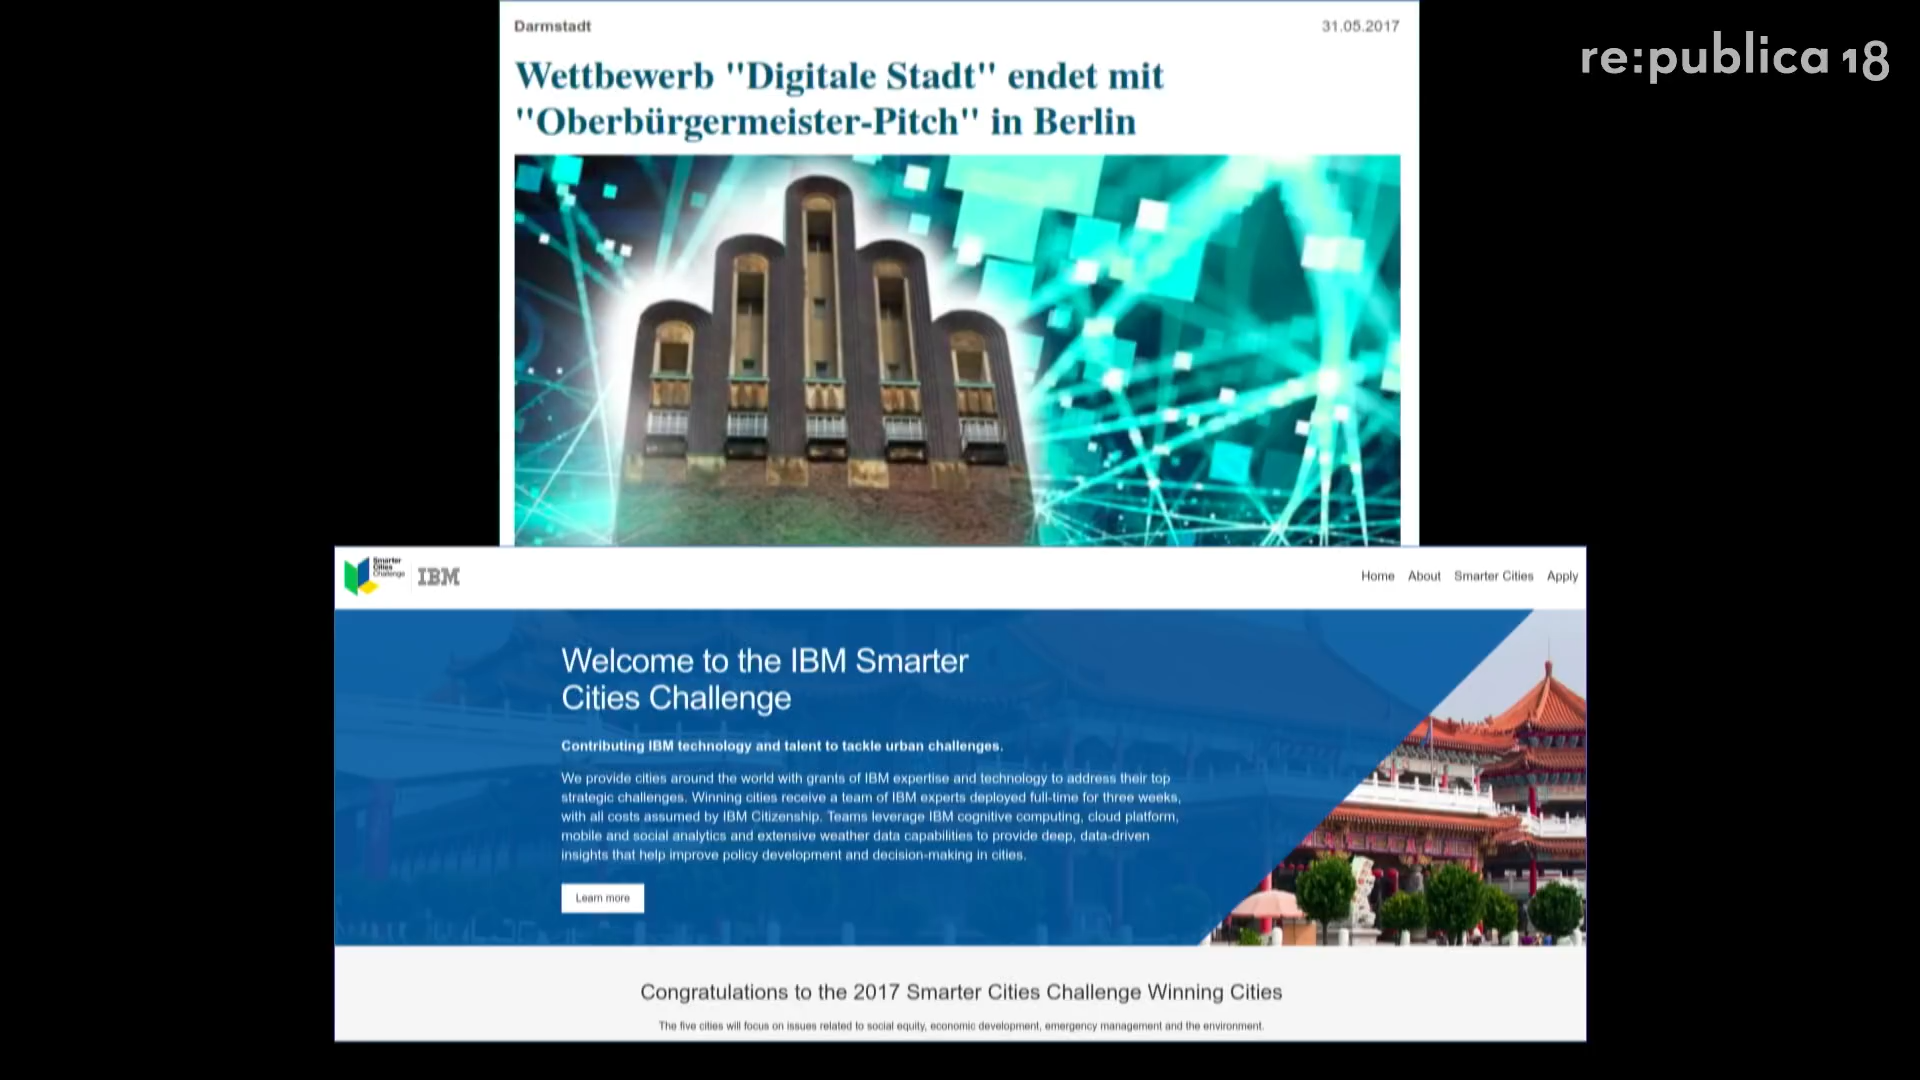 Darmstadt 31.05.2017
re:publica 18
Wettbewerb "Digitale Stadt" endet mit
"Oberbürgermeister-Pitch" in Berlin
Smarter
Cities
Challenge
IBM
Home About Smarter Cities Apply
Welcome to the IBM Smarter
Cities Challenge
Contributing IBM technology and talent to tackle urban challenges.
We provide cities around the world with grants of IBM expertise and technology to address their top
strategic challenges. Winning cities receive a team of IBM experts deployed full-time for three weeks,
with all costs assumed by IBM Citizenship. Teams leverage IBM cognitive computing, cloud platform,
mobile and social analytics and extensive weather data capabilities to provide deep, data-driven
insights that help improve policy development and decision-making in cities.
Learn more
Congratulations to the 2017 Smarter Cities Challenge Winning Cities
The five cities will focus on issues related to social equity, economic development, emergency management and the environment.